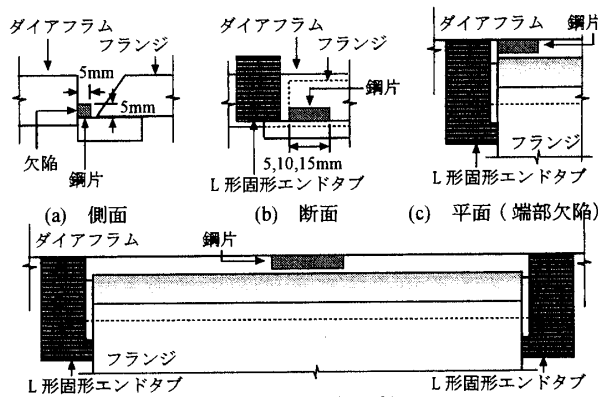 ダイアフラム
フランジ
5mm
5mm
欠陥
鋼片
(a) 側面
ダイアフラム
フランジ
鋼片
5,10,15mm
L形固形エンドタブ
(b) 断面
ダイアフラム
鋼片
フランジ
L形固形エンドタブ
(c) 平面(端部欠陥)
ダイアフラム
鋼片
フランジ
L形固形エンドタブ
L形固形エンドタブ